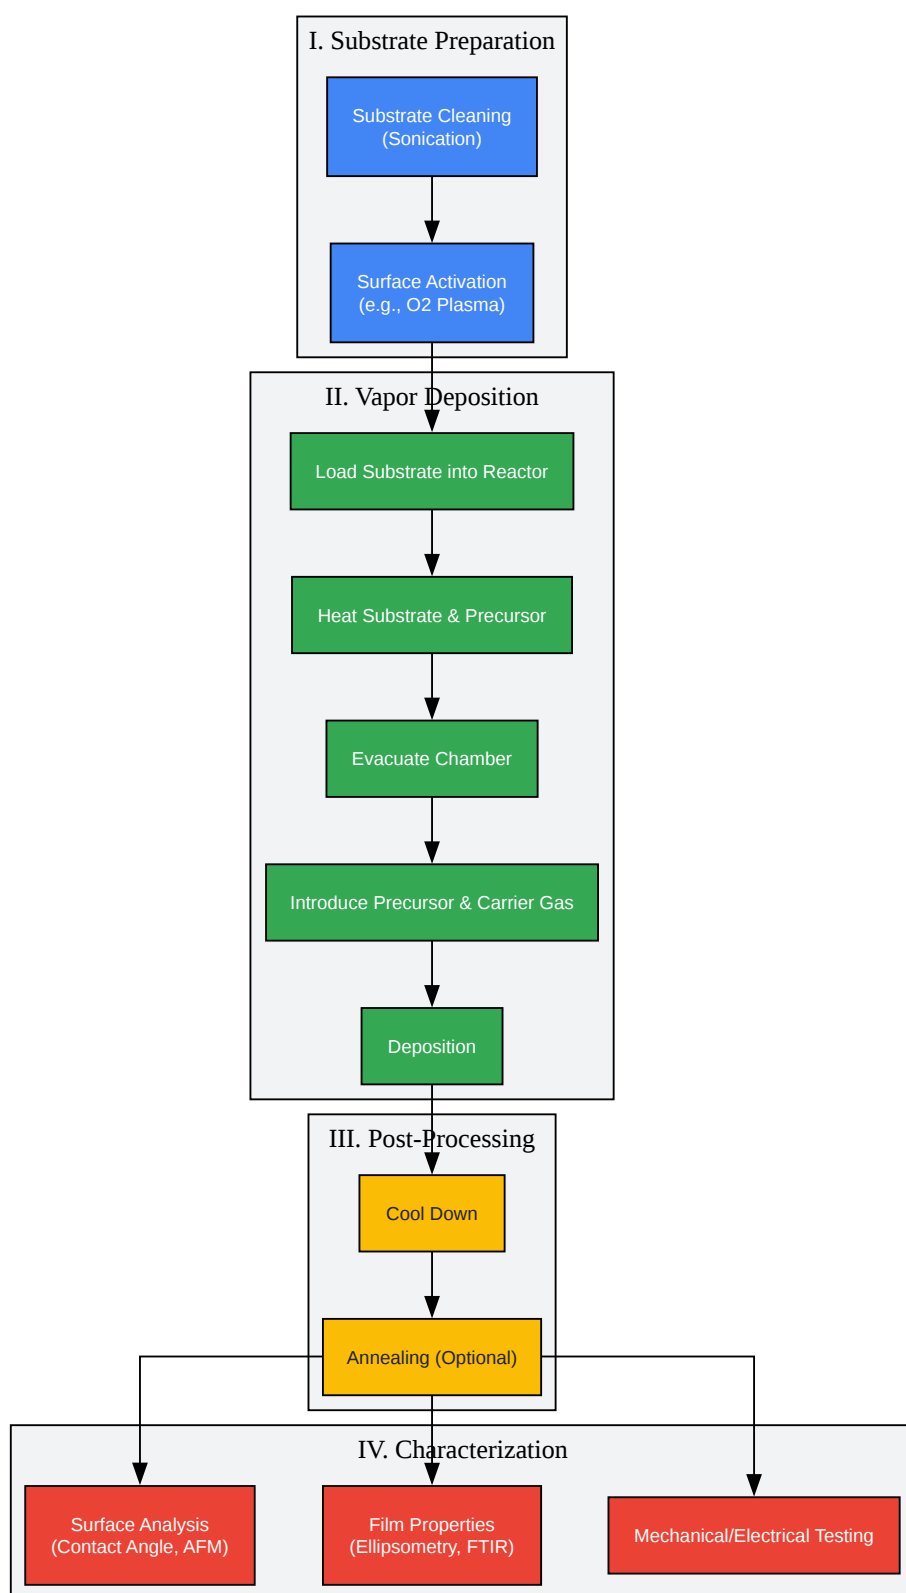 I. Substrate Preparation
Substrate Cleaning
(Sonication)
Surface Activation
(e.g., O2 Plasma)
II. Vapor Deposition
Load Substrate into Reactor
Heat Substrate & Precursor
Evacuate Chamber
Introduce Precursor & Carrier Gas
Deposition
III. Post-Processing
Cool Down
Annealing (Optional)
IV. Characterization
Surface Analysis
(Contact Angle, AFM)
Film Properties
(Ellipsometry, FTIR)
Mechanical/Electrical Testing